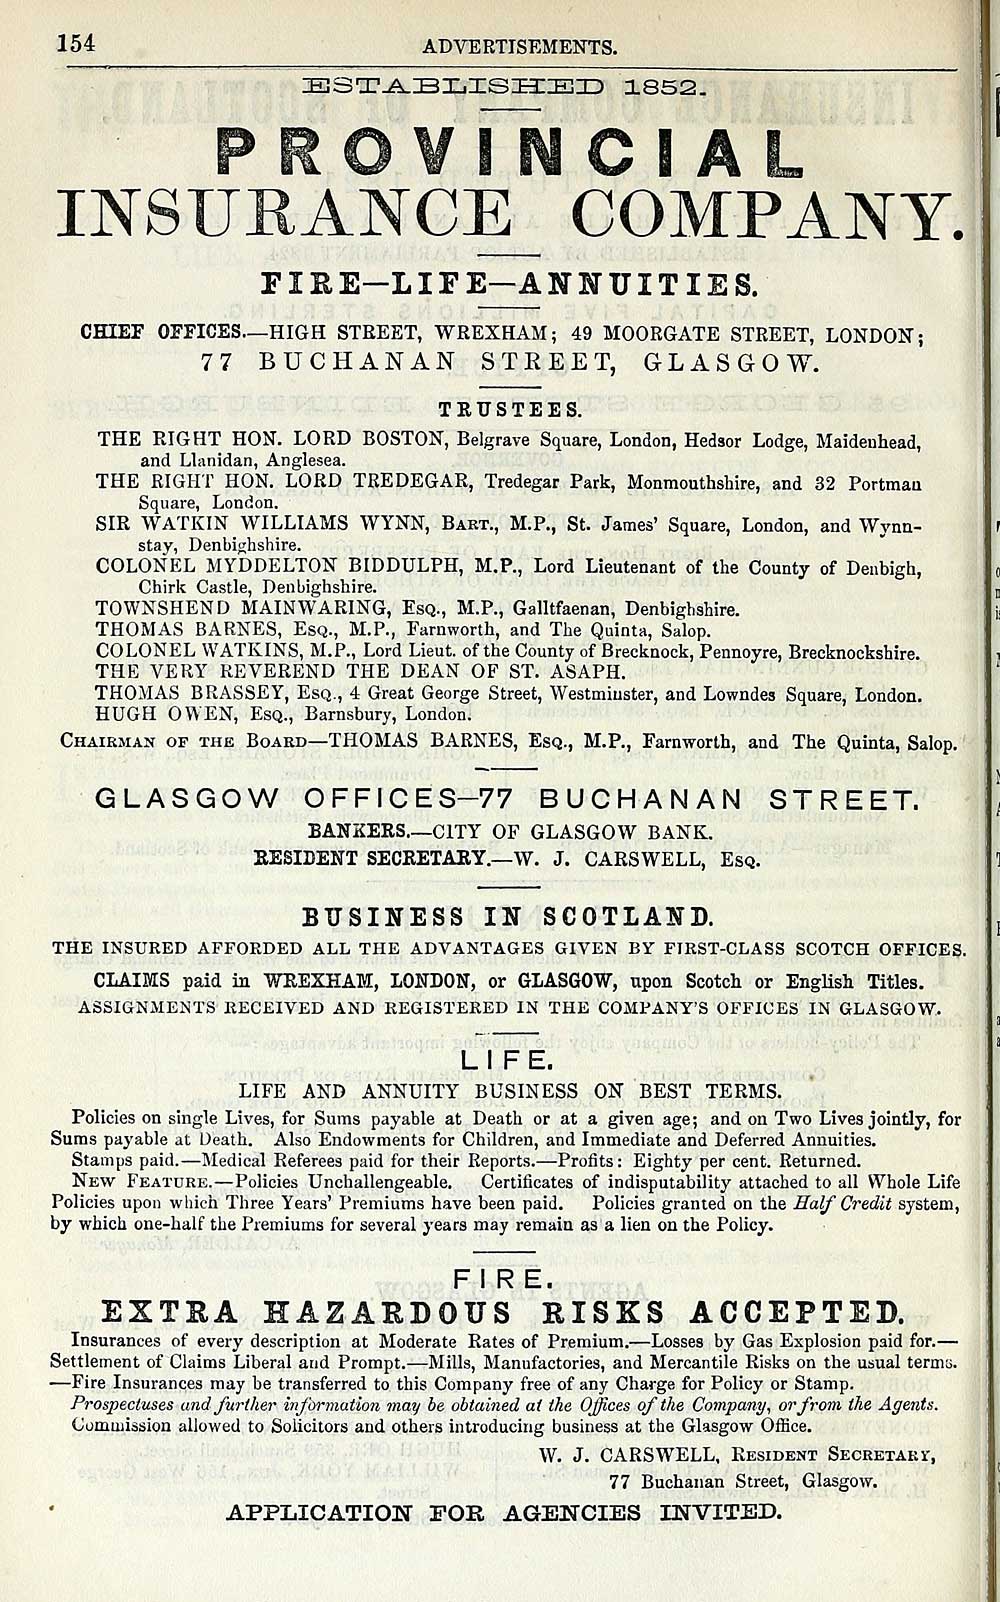 154
ADVERTISEMENTS.
ESTABLISHED 1852.
PROVINCIAL
INSURANCE COMPANY.
FIRE—LIFE—ANNUITIES.
CHIEF OFFICES.—HIGH STREET, WREXHAM; 49 MOORGATE STREET, LONDON;
77 BUCHANAN STREET, GLASGOW.
TRUSTEES.
THE RIGHT HON. LORD BOSTON, Belgrave Square, London, Hedsor Lodge, Maidenhead,
and Llanidan, Anglesea.
THE RIGHT HON. LORD TREDEGAR, Tredegar Park, Monmouthshire, and 32 Portman
Square, London.
SIR WATKIN WILLIAMS WYNN, BART., M.P., St. James' Square, London, and Wynn-
stay, Denbighshire.
COLONEL MYDDELTON BIDDULPH, M.P., Lord Lieutenant of the County of Denbigh,
Chirk Castle, Denbighshire.
TOWNSHEND MAINWARING, ESQ., M.P., Galltfaenan, Denbighshire.
THOMAS BARNES, ESQ., M.P., Farnworth, and The Quinta, Salop.
COLONEL WATKINS, M.P., Lord Lieut. of the County of Brecknock, Pennoyre, Brecknockshire.
THE VERY REVEREND THE DEAN OF ST. ASAPH.
THOMAS BRASSEY, ESQ., 4 Great George Street, Westminster, and Lowndes Square, London.
HUGH OWEN, ESQ., Barnsbury, London.
CHAIRMAN OF THE BOARD—THOMAS BARNES, ESQ., M.P., Farnworth, and The Quinta, Salop.
GLASGOW OFFICES—77 BUCHANAN STREET.
BANKERS.—CITY OF GLASGOW BANK.
RESIDENT SECRETARY.—W. J. CARSWELL, ESQ.
BUSINESS IN SCOTLAND.
THE INSURED AFFORDED ALL THE ADVANTAGES GIVEN BY FIRST-CLASS SCOTCH OFFICES.
CLAIMS paid in WREXHAM, LONDON, or GLASGOW, upon Scotch or English Titles.
ASSIGNMENTS RECEIVED AND REGISTERED IN THE COMPANY'S OFFICES IN GLASGOW.
LIFE.
LIFE AND ANNUITY BUSINESS ON BEST TERMS.
Policies on single Lives, for Sums payable at Death, or at a given age; and on Two Lives jointly, for
Sums payable at Death. Also Endowments for Children, and Immediate and Deferred Annuities.
Stamps paid.—Medical Referees paid for their Reports.—Profits: Eighty per cent. Returned.
NEW FEATURE.—Policies Unchallengeable. Certificates of indisputability attached to all Whole Life
Policies upon which Three Years' Premiums have been paid. Policies granted on the Half Credit system,
by which one-half the Premiums for several years may remain as a lien on the Policy.
FIRE.
EXTRA HAZARDOUS RISKS ACCEPTED.
Insurances of every description at Moderate Rates of Premium.—Losses by Gas Explosion paid for.—
Settlement of Claims Liberal and Prompt.—Mills, Manufactories, and Mercantile Risks on the usual terms.
—Fire Insurances may be transferred to this Company free of any Charge for Policy or Stamp.
Prospectuses and further information may be obtained at the Offices of the Company, or from the Agents.
Commission allowed to Solicitors and others introducing business at the Glasgow Office.
W. J. CARSWELL, RESIDENT SECRETARY,
77 Buchanan Street, Glasgow.
APPLICATION FOR AGENCIES INVITED.